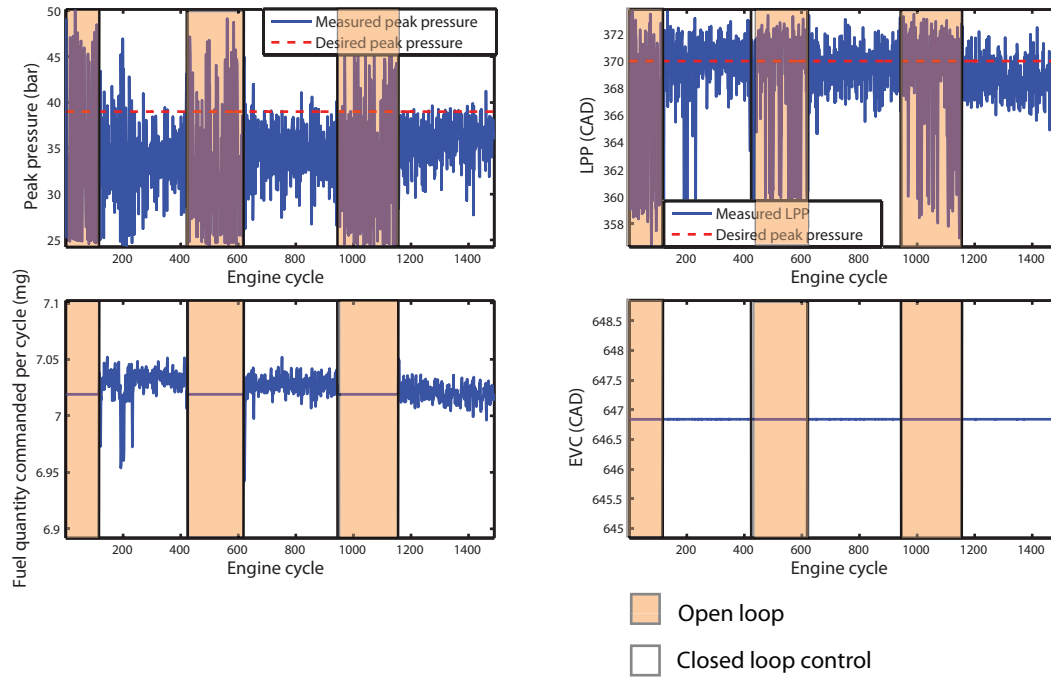 50
45
40
35
30
25
Peak pressure (bar)
Measured peak pressure
Desired peak pressure
200 400 600 800 1000 1200 1400
Engine cycle
372
370
368
366
364
362
360
358
LPP (CAD)
Measured LPP
Desired peak pressure
200 400 600 800 1000 1200 1400
Engine cycle
7.1
7.05
7
6.95
6.9
Fuel quantity commanded per cycle (mg)
200 400 600 800 1000 1200 1400
Engine cycle
648.5
648
647.5
647
646.5
646
645.5
645
EVC (CAD)
200 400 600 800 1000 1200 1400
Engine cycle
Open loop
Closed loop control